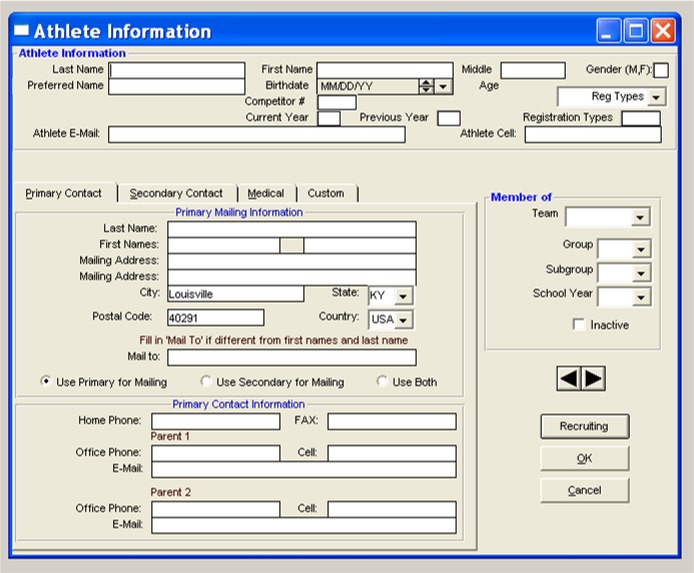 Athlete Information
Athlete Information
Last Name First Name Middle Gender (M,F):
Preferred Name Birthdate MM/DD/YY Age
Reg Types
Competitor #
Current Year Previous Year Registration Types
Athlete E-Mail: Athlete Cell:
Primary Contact Secondary Contact Medical Custom
Primary Mailing Information
Last Name:
First Names:
Mailing Address:
Mailing Address:
City: Louisville State: KY
Postal Code: 40291 Country: USA
Fill in 'Mail To' if different from first names and last name
Mail to:
Use Primary for Mailing Use Secondary for Mailing Use Both
Primary Contact Information
Home Phone: FAX:
Parent 1
Office Phone: Cell:
E-Mail:
Parent 2
Office Phone: Cell:
E-Mail:
Member of
Team
Group
Subgroup
School Year
Inactive
Recruiting
OK
Cancel